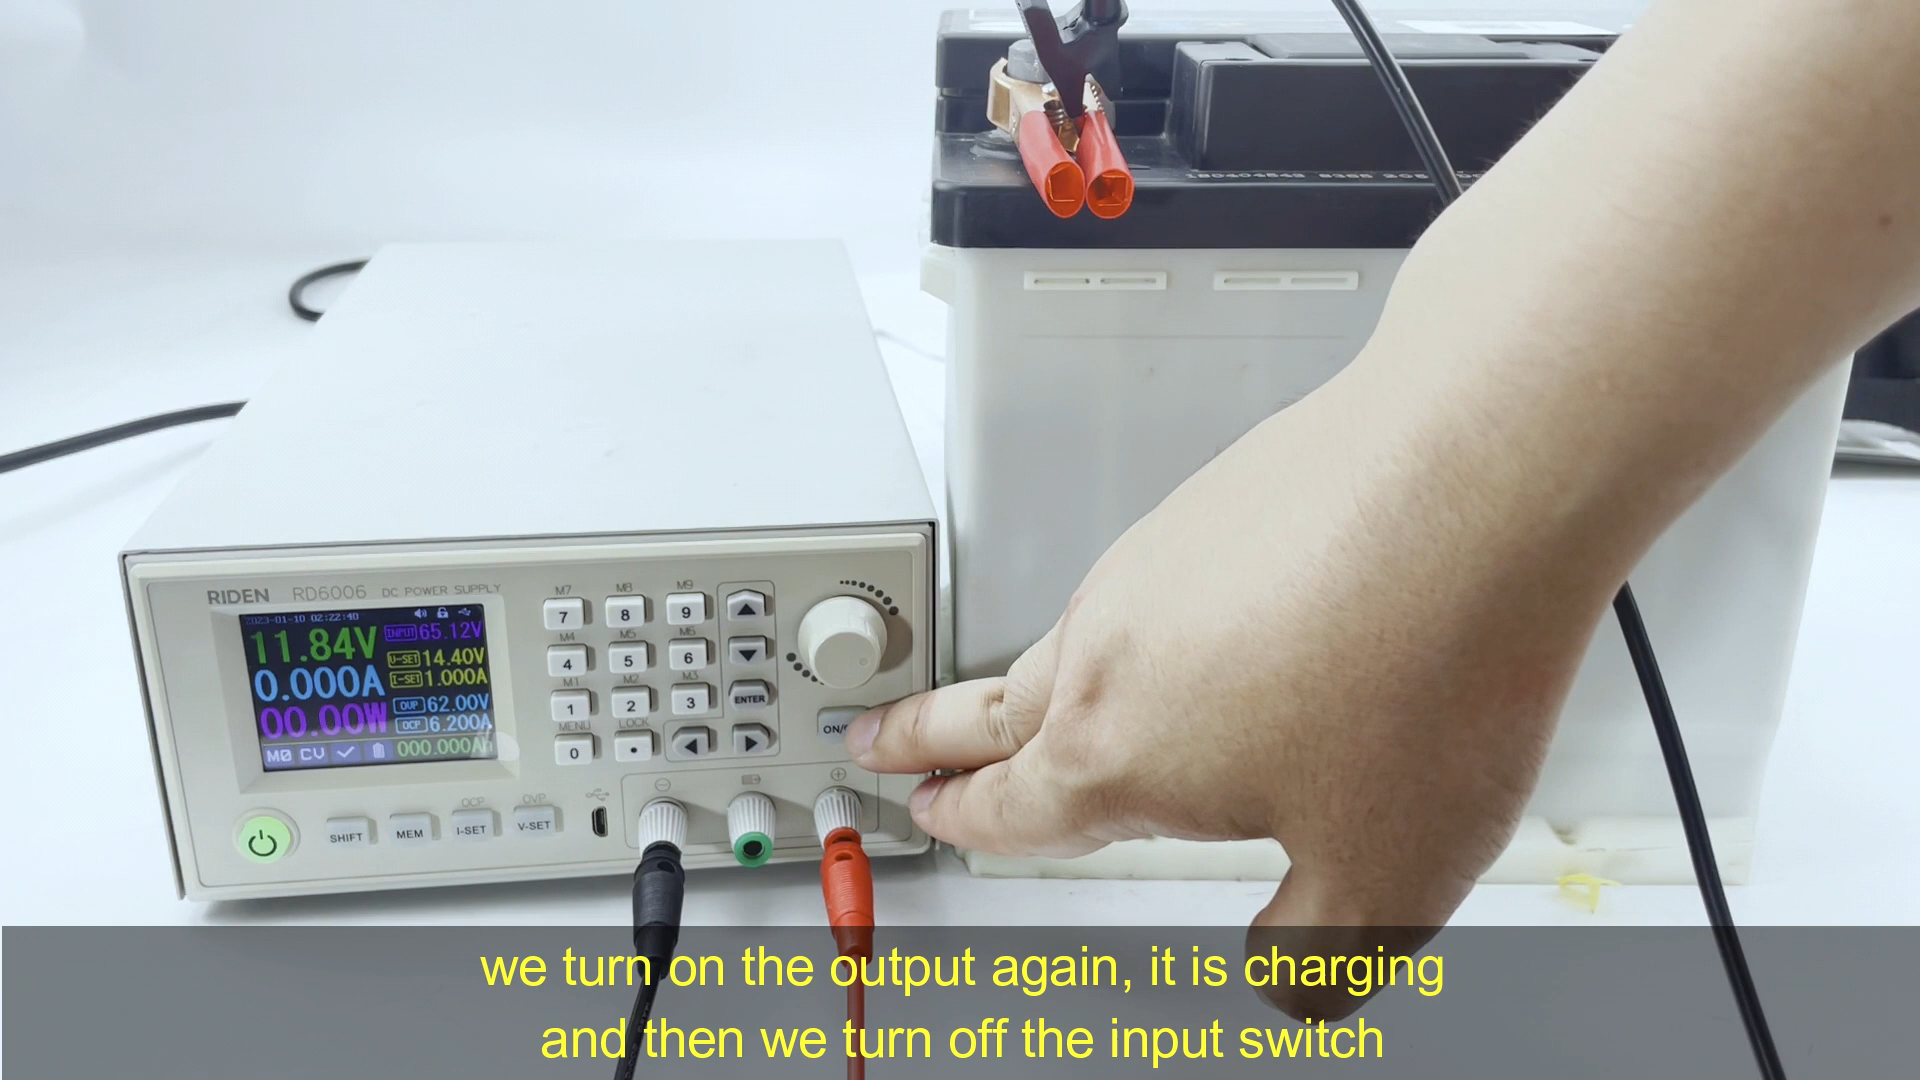 180404543 8355 205
RIDEN RD6006 DC POWER SUPPLY
2023-01-10 02:22:40
11.84V INPUT 65.12V
V-SET 14.40V
0.000A I-SET 1.000A
OVP 62.00V
00.00W OCP 6.200A
M0 CV 000.000Ah
M7 M8 M9
7 8 9
M4 M5 M6
4 5 6
M1 M2 M3
1 2 3 ENTER
MENU LOCK
0 . ON/
OCP OVP
SHIFT MEM I-SET V-SET
we turn on the output again, it is charging
and then we turn off the input switch